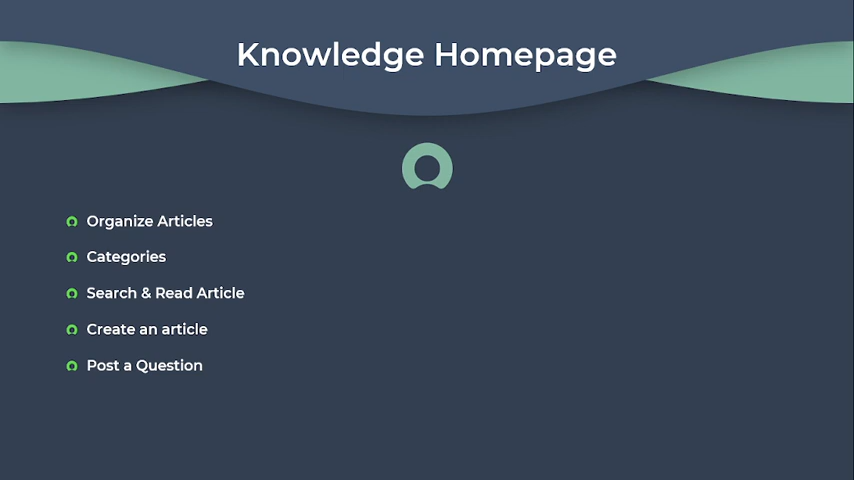 Knowledge Homepage
Organize Articles
Categories
Search & Read Article
Create an article
Post a Question